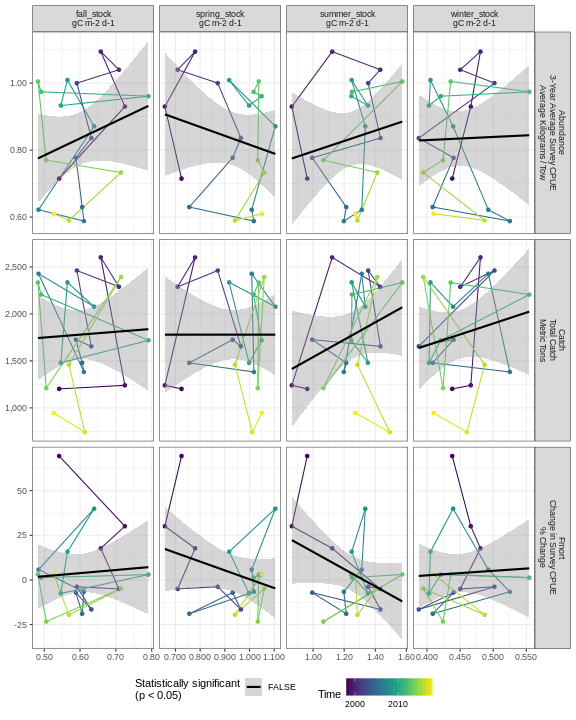 fall_stock
gC m-2 d-1
spring_stock
gC m-2 d-1
summer_stock
gC m-2 d-1
winter_stock
gC m-2 d-1
1.00
0.80
0.60
Abundance
3-Year Average Survey CPUE
Average Kilograms / Tow
2,500
2,000
1,500
1,000
Catch
Total Catch
Metric Tons
50
25
0
-25
Fmort
Change in Survey CPUE
% Change
0.50 0.60 0.70 0.80
0.700 0.800 0.900 1.000 1.100
1.00 1.20 1.40 1.60
0.400 0.450 0.500 0.550
Statistically significant
(p < 0.05)
FALSE
Time
2000 2010